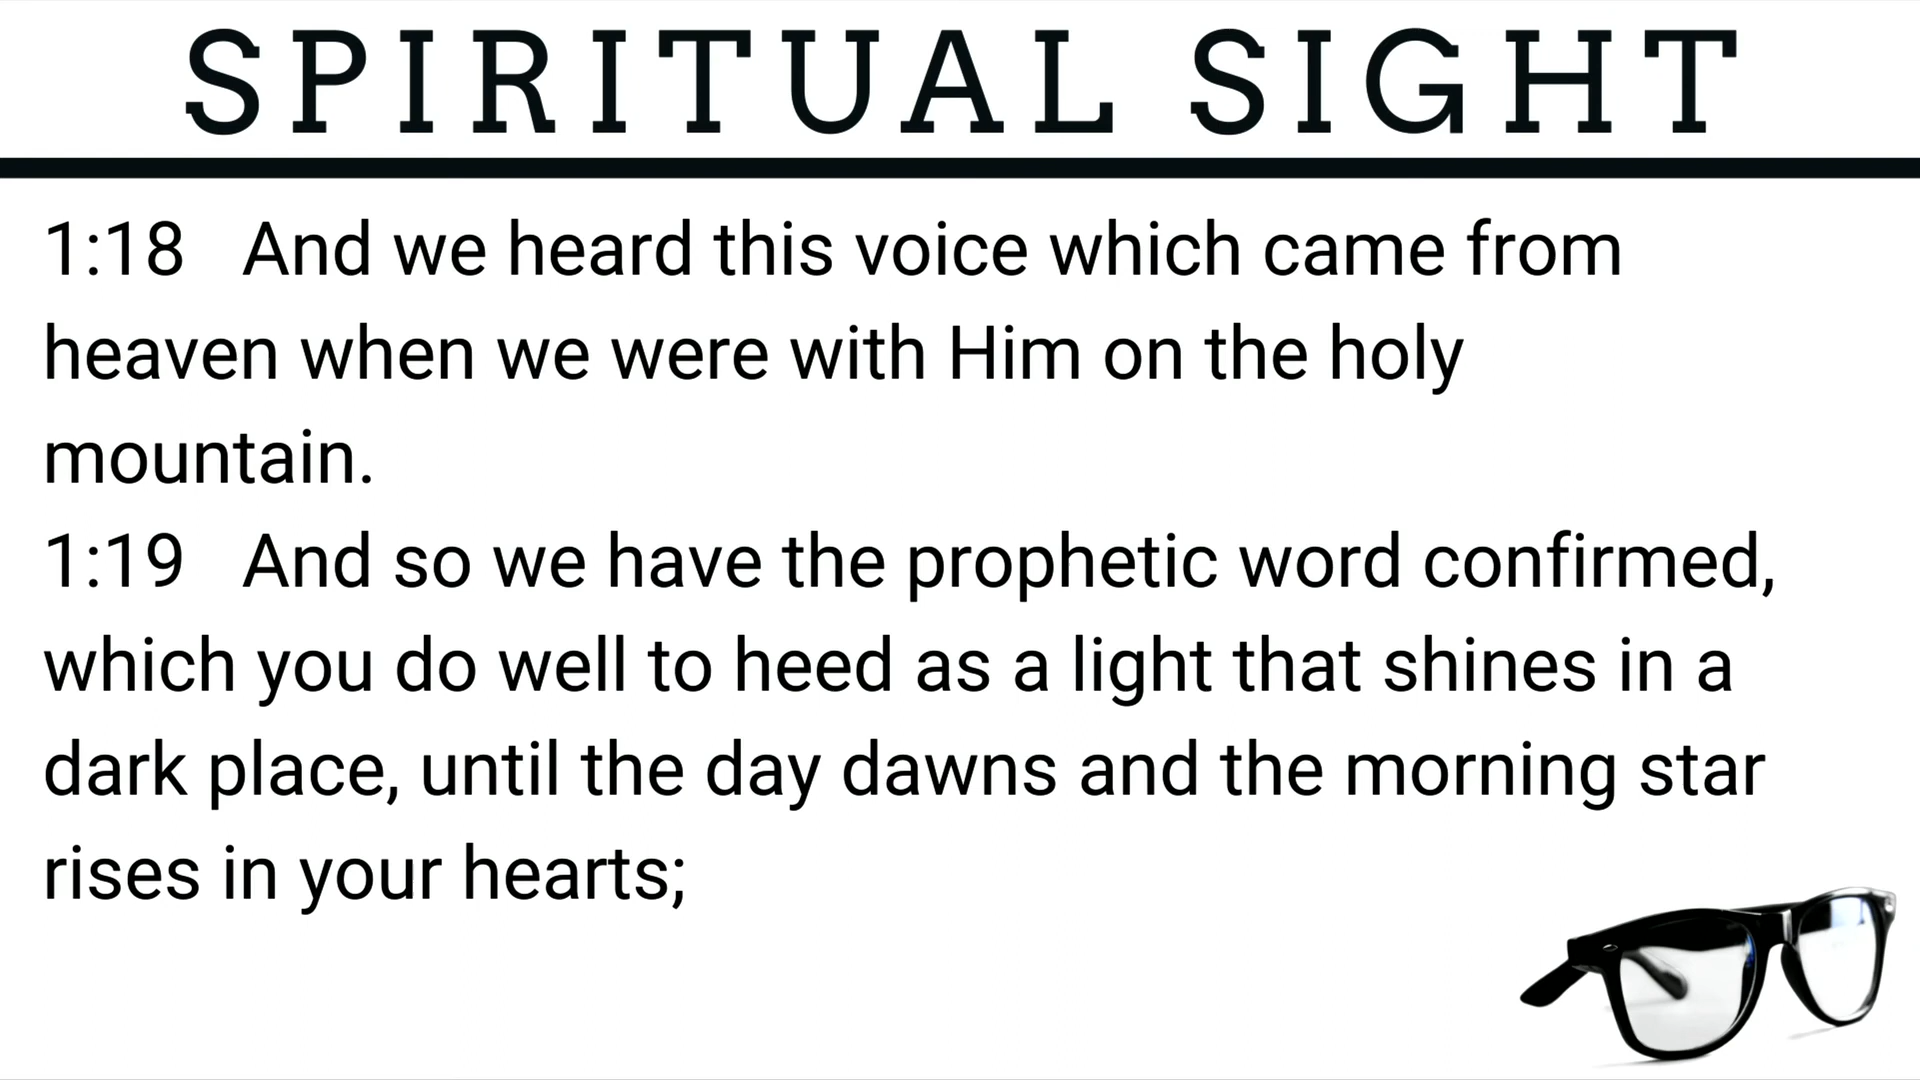 SPIRITUAL SIGHT
1:18 And we heard this voice which came from
heaven when we were with Him on the holy
mountain.
1:19 And so we have the prophetic word confirmed,
which you do well to heed as a light that shines in a
dark place, until the day dawns and the morning star
rises in your hearts;